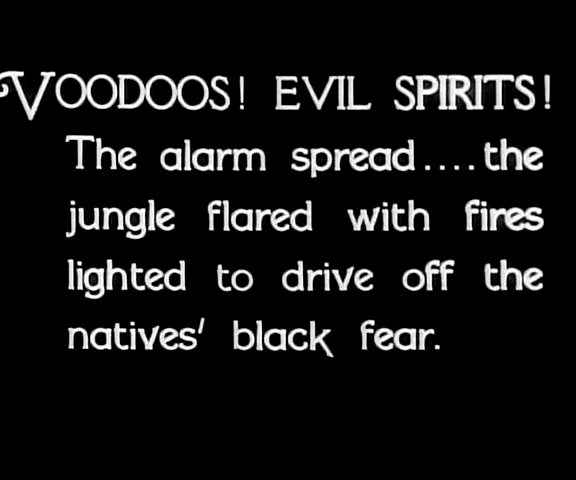 VOODOOS! EVIL SPIRITS!
The alarm spread....the
jungle flared with fires
lighted to drive off the
natives' black fear.